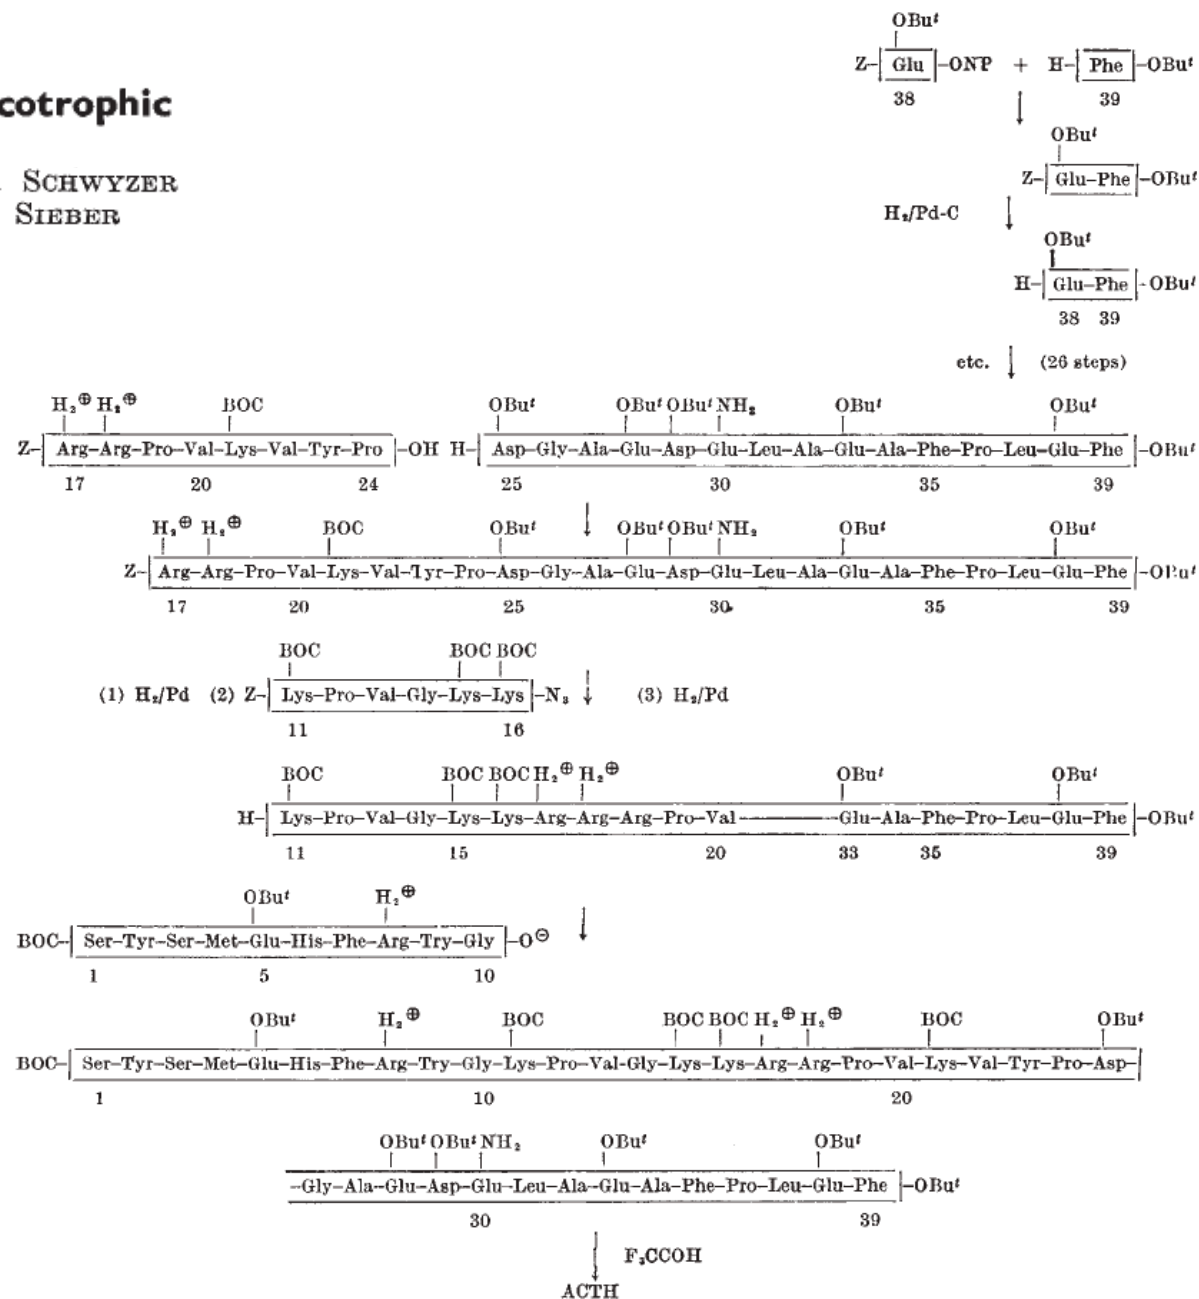 OBuᵗ
Z– Glu –ONP + H– Phe –OBuᵗ
38 39
cotrophic
OBuᵗ
Z– Glu–Phe –OBuᵗ
SCHWYZER
SIEBER
H₂/Pd-C
OBuᵗ
H– Glu–Phe –OBuᵗ
38 39
etc. (26 steps)
H₂⊕ H₂⊕ BOC OBuᵗ OBuᵗ OBuᵗ NH₂ OBuᵗ OBuᵗ
Z– Arg–Arg–Pro–Val–Lys–Val–Tyr–Pro –OH H– Asp–Gly–Ala–Glu–Asp–Glu–Leu–Ala–Glu–Ala–Phe–Pro–Leu–Glu–Phe –OBuᵗ
17 20 24 25 30 35 39
H₂⊕ H₂⊕ BOC OBuᵗ OBuᵗ OBuᵗ NH₂ OBuᵗ OBuᵗ
Z– Arg–Arg–Pro–Val–Lys–Val–Tyr–Pro–Asp–Gly–Ala–Glu–Asp–Glu–Leu–Ala–Glu–Ala–Phe–Pro–Leu–Glu–Phe –OBuᵗ
17 20 25 30 35 39
BOC BOC BOC
(1) H₂/Pd (2) Z– Lys–Pro–Val–Gly–Lys–Lys –N₃ (3) H₂/Pd
11 16
BOC BOC BOC H₂⊕ H₂⊕ OBuᵗ OBuᵗ
H– Lys–Pro–Val–Gly–Lys–Lys–Arg–Arg–Arg–Pro–Val————Glu–Ala–Phe–Pro–Leu–Glu–Phe –OBuᵗ
11 15 20 33 35 39
OBuᵗ H₂⊕
BOC– Ser–Tyr–Ser–Met–Glu–His–Phe–Arg–Try–Gly –O⊖
1 5 10
OBuᵗ H₂⊕ BOC BOC BOC H₂⊕ H₂⊕ BOC OBuᵗ
BOC– Ser–Tyr–Ser–Met–Glu–His–Phe–Arg–Try–Gly–Lys–Pro–Val–Gly–Lys–Lys–Arg–Arg–Pro–Val–Lys–Val–Tyr–Pro–Asp–
1 10 20
OBuᵗ OBuᵗ NH₂ OBuᵗ OBuᵗ
–Gly–Ala–Glu–Asp–Glu–Leu–Ala–Glu–Ala–Phe–Pro–Leu–Glu–Phe –OBuᵗ
30 39
F₃CCOH
ACTH